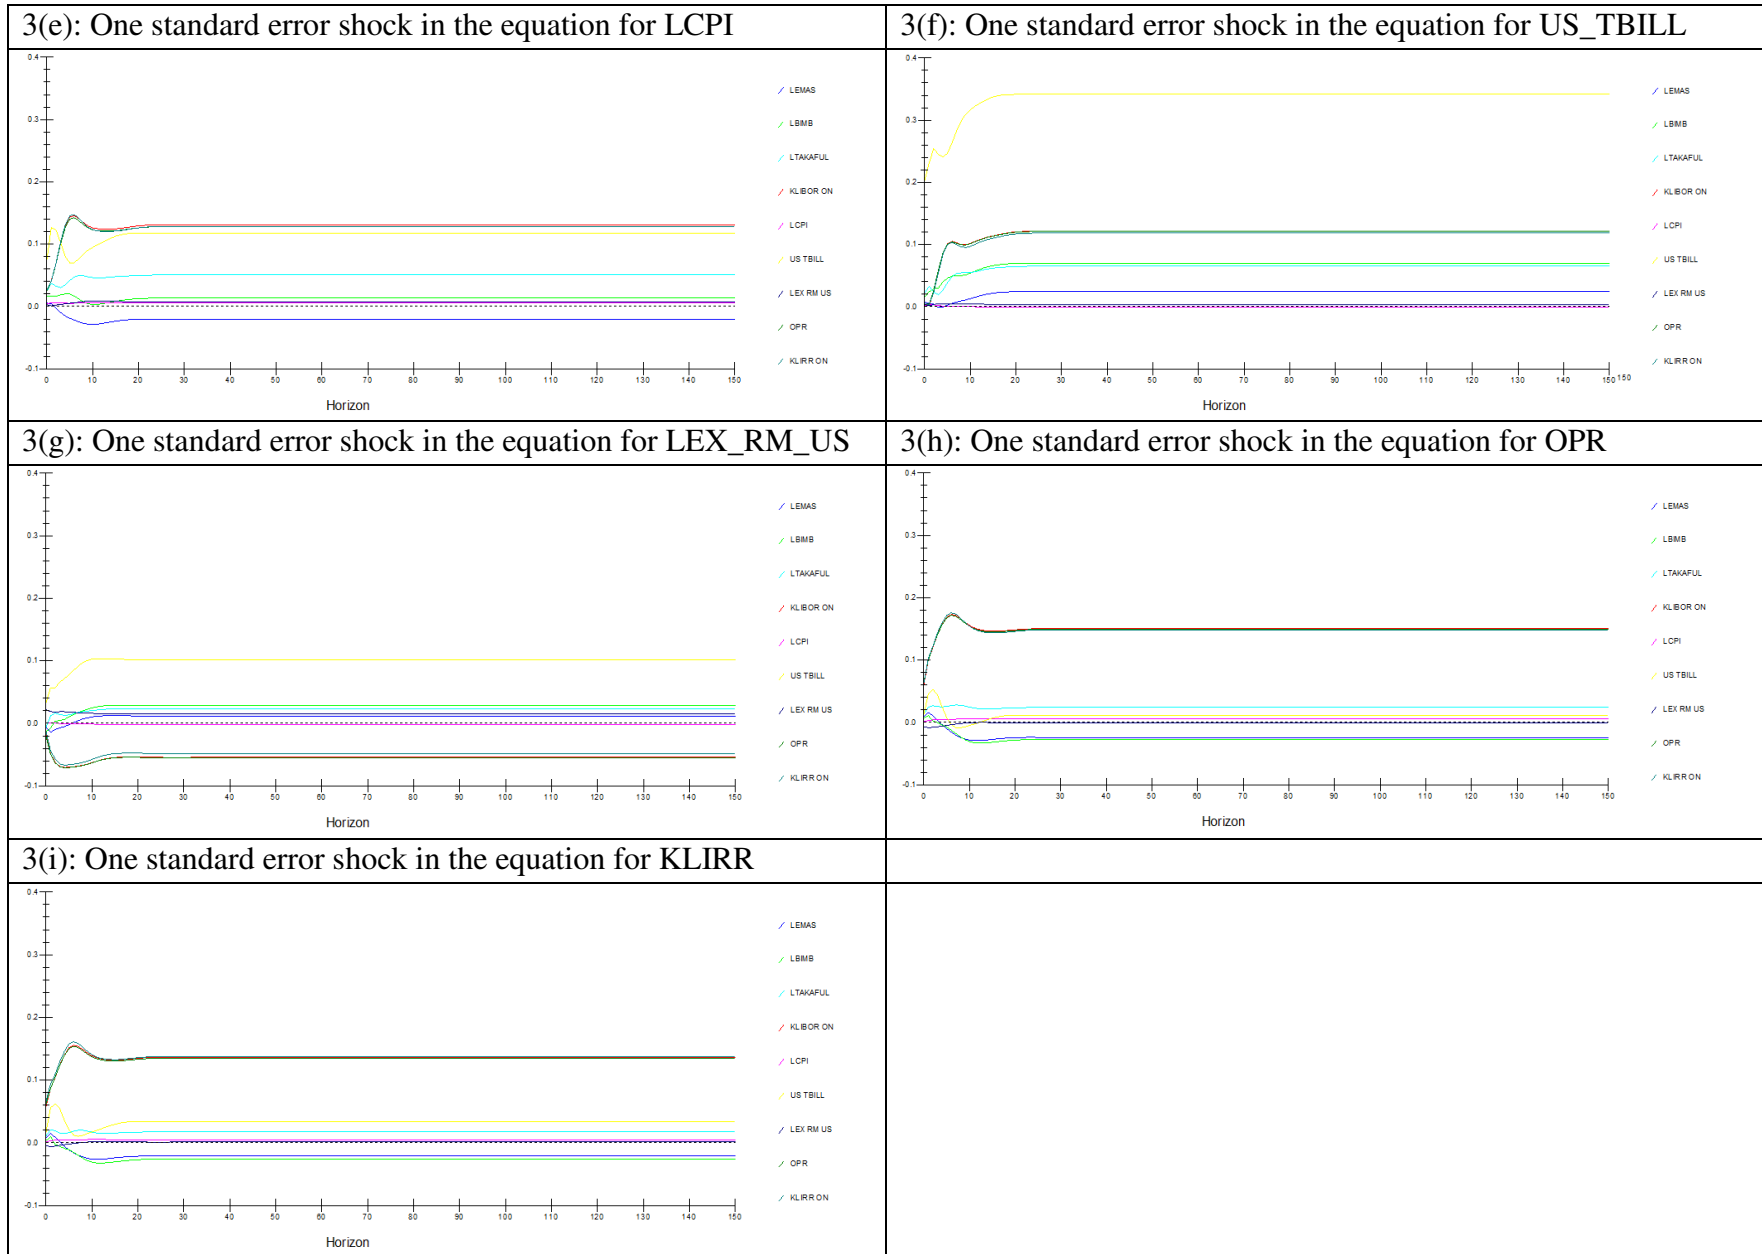 3(e): One standard error shock in the equation for LCPI
0.4
0.3
0.2
0.1
0.0
-0.1
0 10 20 30 40 50 60 70 80 90 100 110 120 130 140 150
Horizon
LEMAS
LBIMB
LTAKAFUL
KLIBOR ON
LCPI
US TBILL
LEX RM US
OPR
KLIRR ON
3(f): One standard error shock in the equation for US_TBILL
0.4
0.3
0.2
0.1
0.0
-0.1
0 10 20 30 40 50 60 70 80 90 100 110 120 130 140 150 150
Horizon
LEMAS
LBIMB
LTAKAFUL
KLIBOR ON
LCPI
US TBILL
LEX RM US
OPR
KLIRR ON
3(g): One standard error shock in the equation for LEX_RM_US
0.4
0.3
0.2
0.1
0.0
-0.1
0 10 20 30 40 50 60 70 80 90 100 110 120 130 140 150
Horizon
LEMAS
LBIMB
LTAKAFUL
KLIBOR ON
LCPI
US TBILL
LEX RM US
OPR
KLIRR ON
3(h): One standard error shock in the equation for OPR
0.4
0.3
0.2
0.1
0.0
-0.1
0 10 20 30 40 50 60 70 80 90 100 110 120 130 140 150
Horizon
LEMAS
LBIMB
LTAKAFUL
KLIBOR ON
LCPI
US TBILL
LEX RM US
OPR
KLIRR ON
3(i): One standard error shock in the equation for KLIRR
0.4
0.3
0.2
0.1
0.0
-0.1
0 10 20 30 40 50 60 70 80 90 100 110 120 130 140 150
Horizon
LEMAS
LBIMB
LTAKAFUL
KLIBOR ON
LCPI
US TBILL
LEX RM US
OPR
KLIRR ON